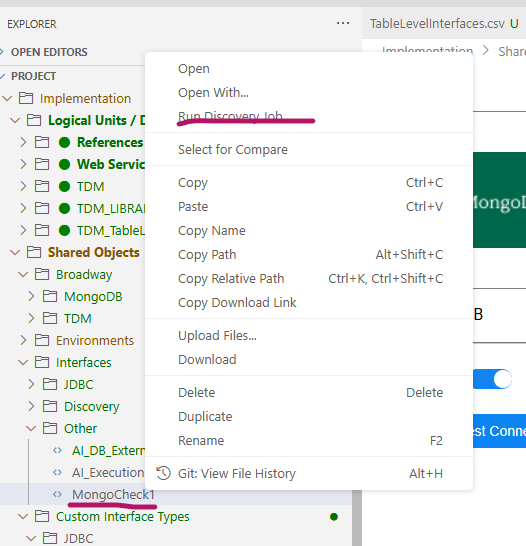 EXPLORER
···
OPEN EDITORS
PROJECT
Implementation
Logical Units / D
References
Web Servic
TDM
TDM_LIBRAR
TDM_TableL
Shared Objects
Broadway
MongoDB
TDM
Environments
Interfaces
JDBC
Discovery
Other
AI_DB_Extern
AI_Execution
MongoCheck1
Custom Interface Types
JDBC
Open
Open With...
Run Discovery Job
Select for Compare
Copy Ctrl+C
Paste Ctrl+V
Copy Name
Copy Path Alt+Shift+C
Copy Relative Path Ctrl+K, Ctrl+Shift+C
Copy Download Link
Upload Files...
Download
Delete Delete
Duplicate
Rename F2
Git: View File History Alt+H
TableLevelInterfaces.csv U
Implementation > Share
MongoD
B
est Conne